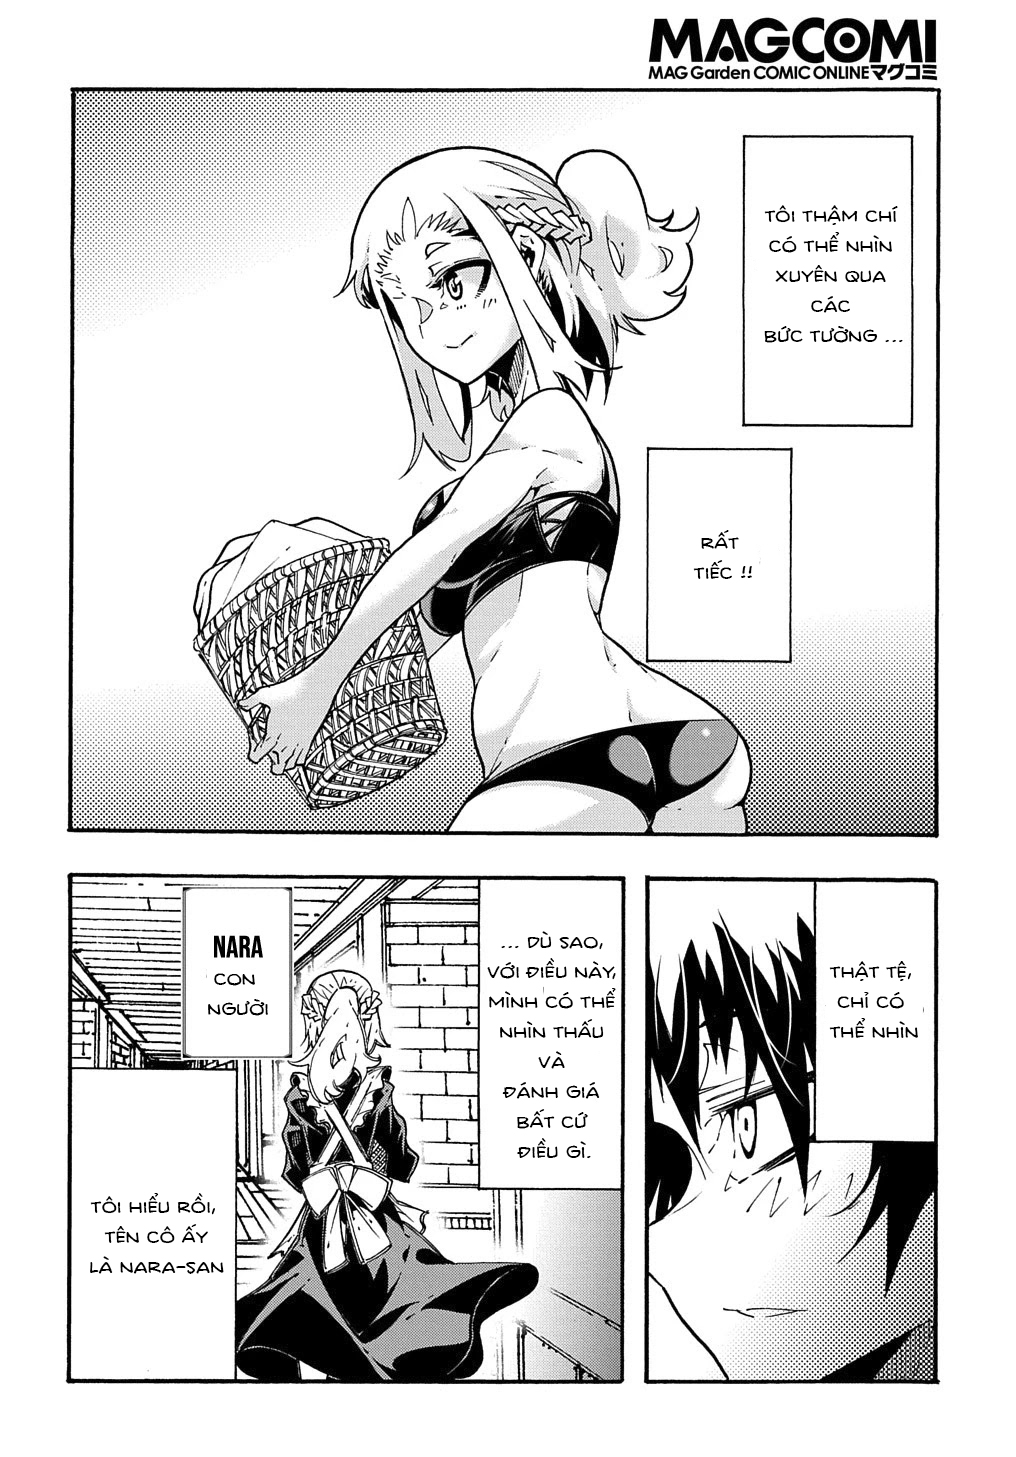 MAGCOMI
MAG Garden COMIC ONLINE マグコミ
TÔI THẬM CHÍ
CÓ THỂ NHÌN
XUYÊN QUA
CÁC
BỨC TƯỜNG ...
RẤT
TIẾC !!
THẬT TỆ,
CHỈ CÓ
THỂ NHÌN
... DÙ SAO,
VỚI ĐIỀU NÀY,
MÌNH CÓ THỂ
NHÌN THẤU
VÀ
ĐÁNH GIÁ
BẤT CỨ
ĐIỀU GÌ.
NARA
CON
NGƯỜI
TÔI HIỂU RỒI,
TÊN CÔ ẤY
LÀ NARA-SAN